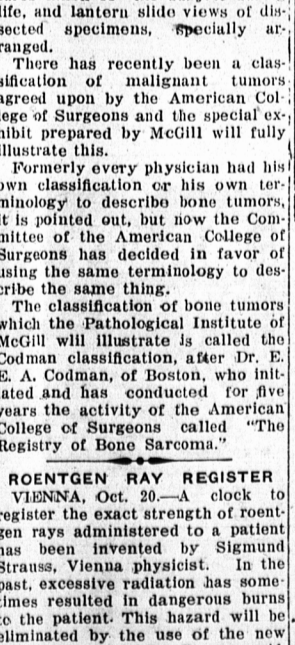 life, and lantern slide views of dis-
sected specimens, specially ar-
ranged.
There has recently been a clas-
sification of malignant tumors
agreed upon by the American Col-
lege of Surgeons and the special ex-
hibit prepared by McGill will fully
illustrate this.
Formerly every physician had his
own classification or his own ter-
minology to describe bone tumors,
it is pointed out, but now the Com-
mittee of the American College of
Surgeons has decided in favor of
using the same terminology to des-
cribe the same thing.
The classification of bone tumors
which the Pathological Institute of
McGill will illustrate is called the
Codman classification, after Dr. E.
E. A. Codman, of Boston, who init-
iated and has conducted for five
years the activity of the American
College of Surgeons called "The
Registry of Bone Sarcoma."
ROENTGEN RAY REGISTER
VIENNA, Oct. 20.—A clock to
register the exact strength of roent-
gen rays administered to a patient
has been invented by Sigmund
Strauss, Vienna physicist. In the
past, excessive radiation has some-
times resulted in dangerous burns
to the patient. This hazard will be
eliminated by the use of the new